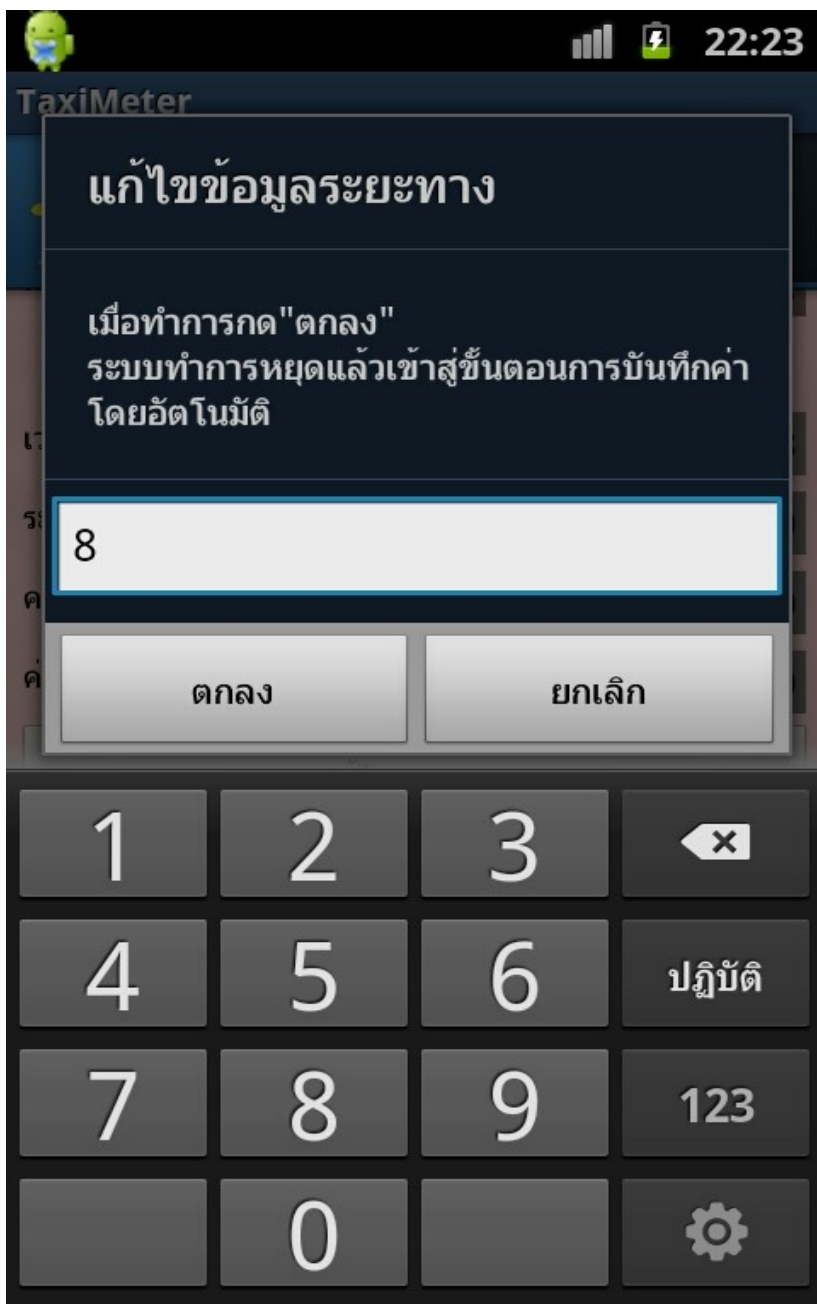 22:23
TaxiMeter
แก้ไขข้อมูลระยะทาง
เมื่อทำการกด"ตกลง"
ระบบทำการหยุดแล้วเข้าสู่ขั้นตอนการบันทึกค่า
โดยอัตโนมัติ
8
ตกลง ยกเลิก
1 2 3
4 5 6 ปฏิบัติ
7 8 9 123
0